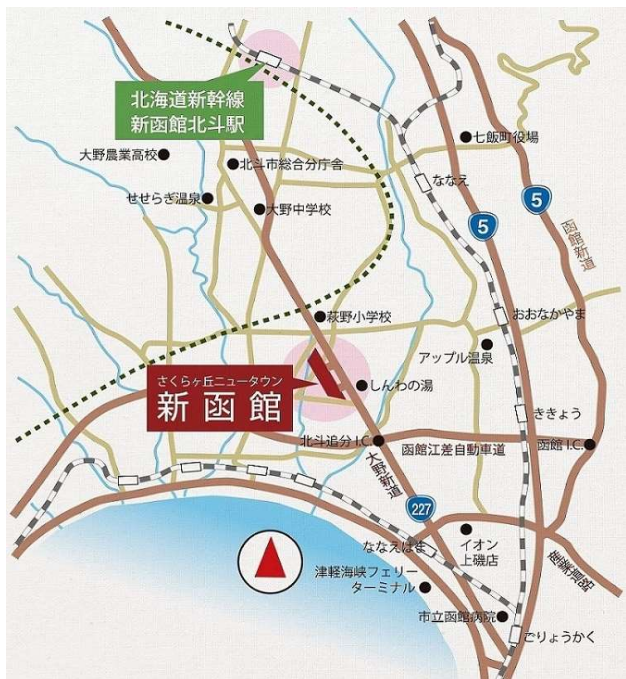 北海道新幹線
新函館北斗駅
七飯町役場
大野農業高校
北斗市総合分庁舎
ななえ
せせらぎ温泉
大野中学校
5
5
函館新道
萩野小学校
おおなかやま
アップル温泉
さくらヶ丘ニュータウン
新函館
しんわの湯
ききょう
北斗追分I.C.
函館江差自動車道
函館I.C.
大野新道
227
ななえはま
イオン
上磯店
産業道路
津軽海峡フェリー
ターミナル
市立函館病院
ごりょうかく